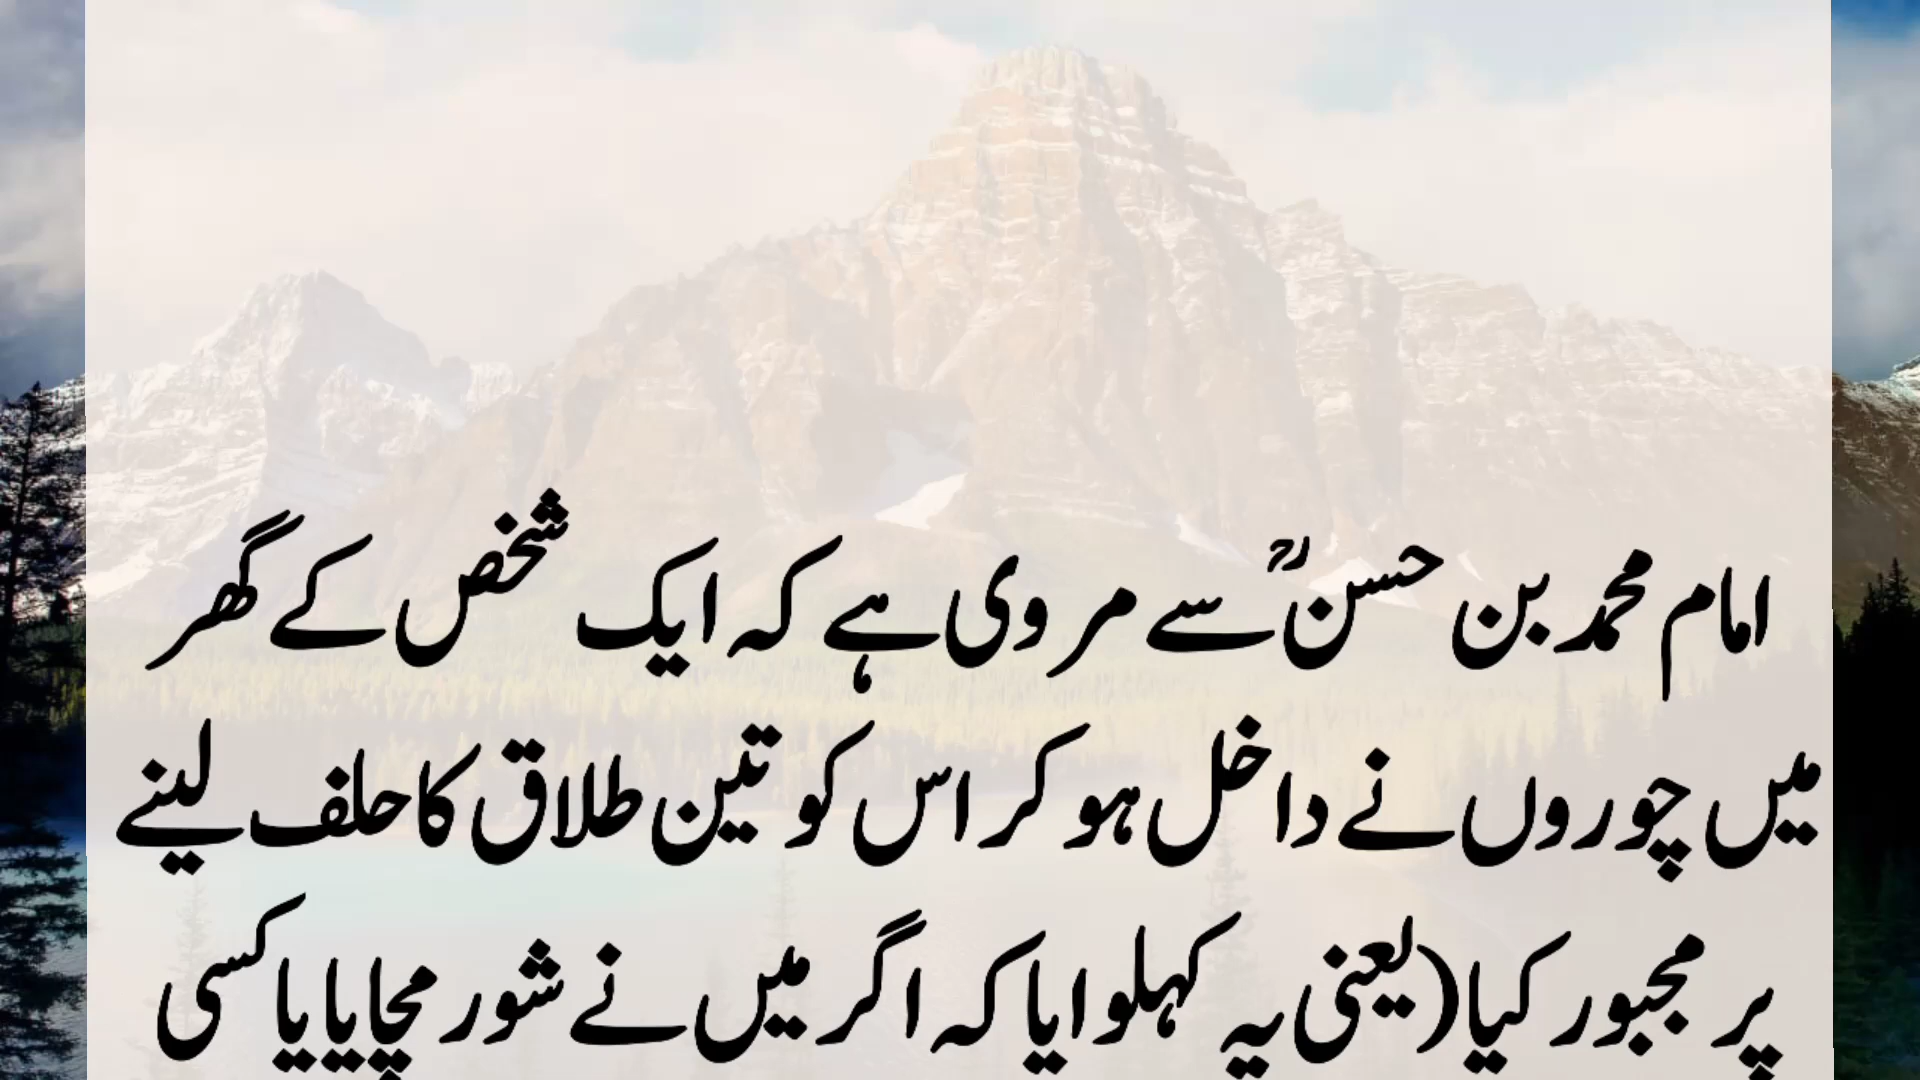 امام محمد بن حسنؒ سے مروی ہے کہ ایک شخص کے گھر
میں چوروں نے داخل ہو کر اس کو تین طلاق کا حلف لینے
پر مجبور کیا (یعنی یہ کہلوایا کہ اگر میں نے شور مچایا یا کسی